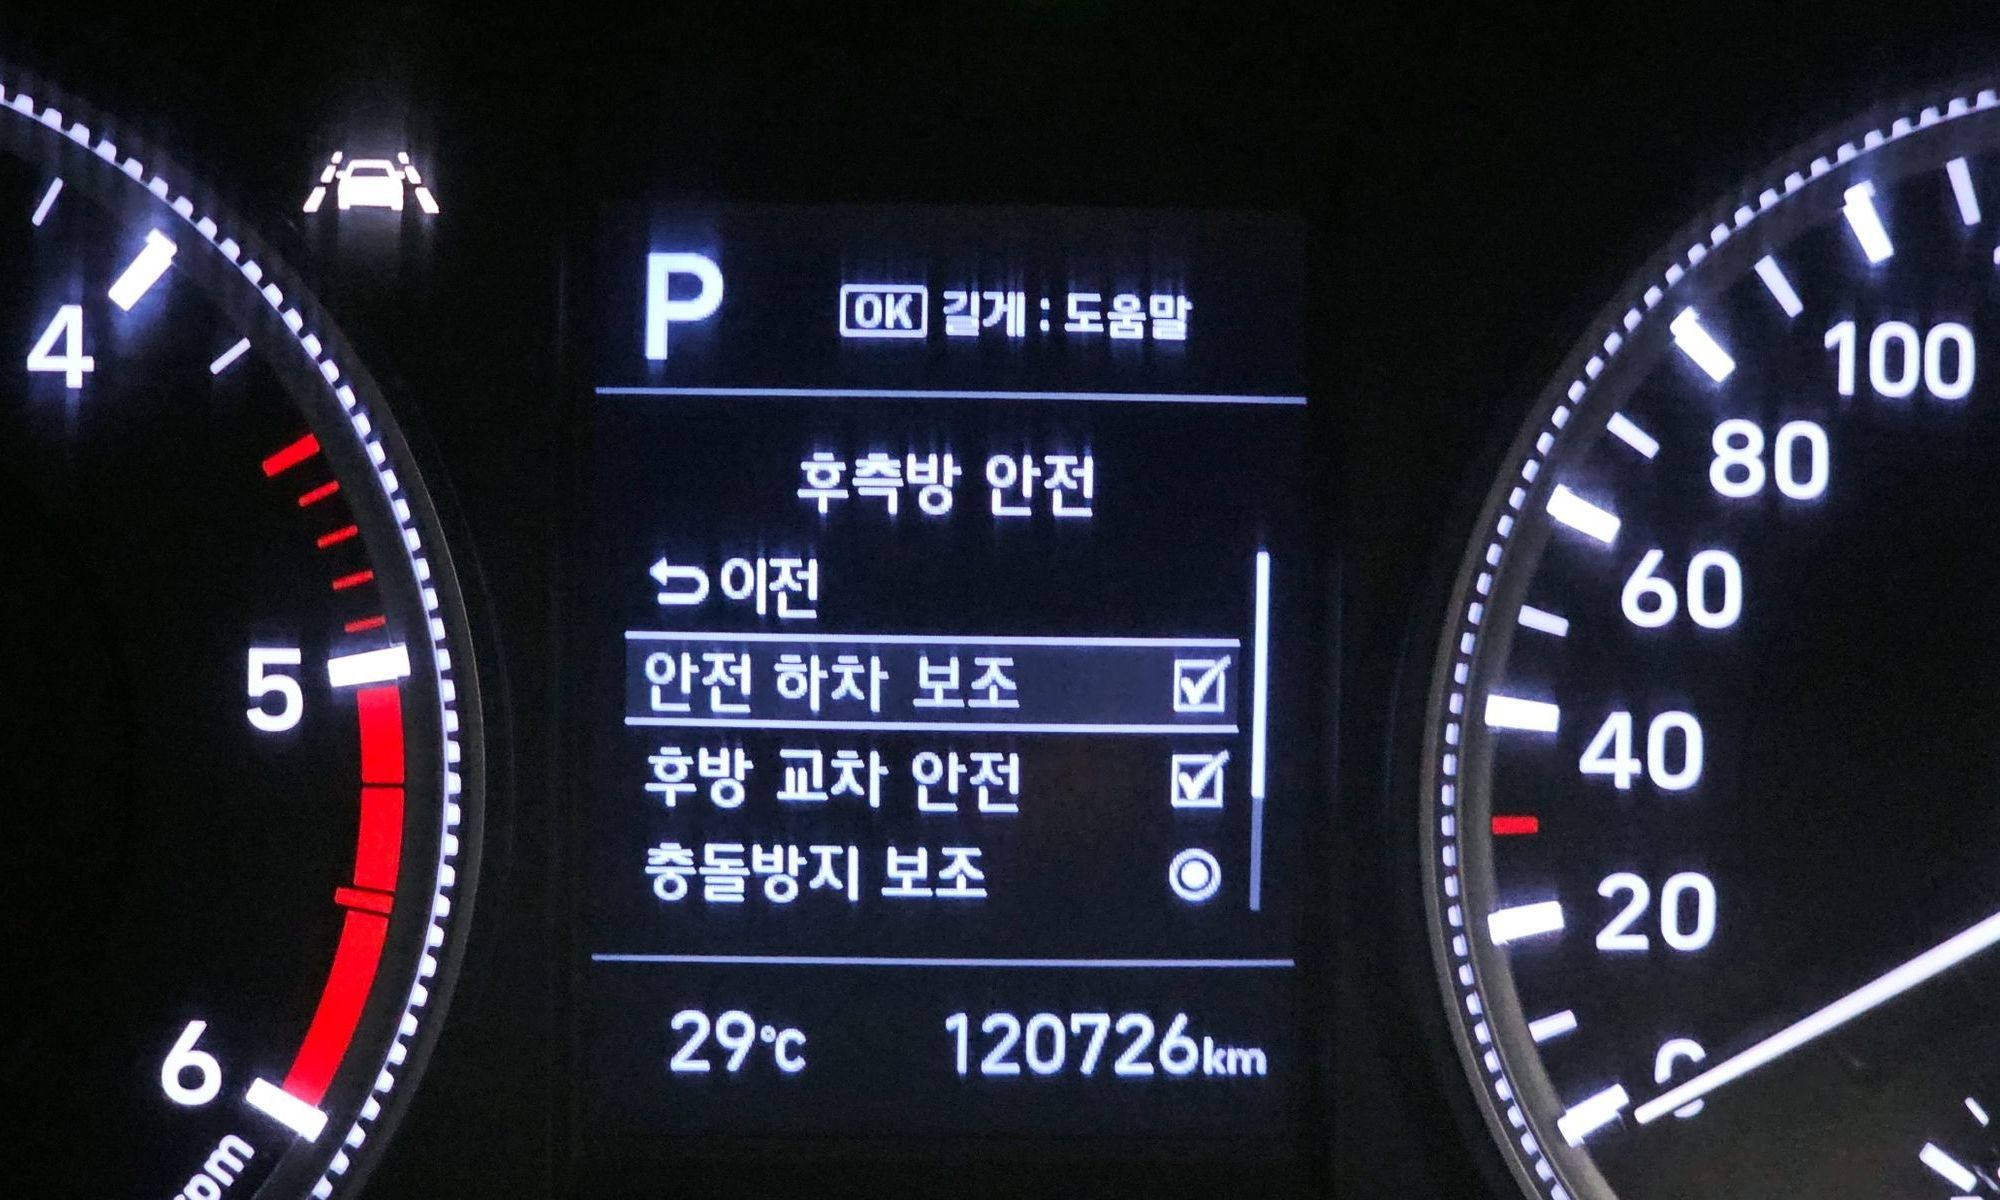 P
OK 길게 : 도움말
후측방 안전
이전
안전 하차 보조
후방 교차 안전
충돌방지 보조
29℃ 120726km
4
5
6
rpm
100
80
60
40
20
0